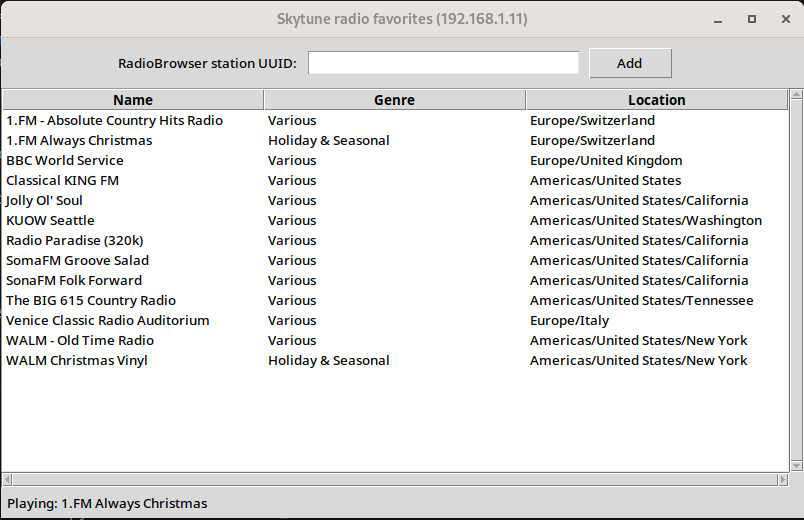 Skytune radio favorites (192.168.1.11)
RadioBrowser station UUID: Add
Name Genre Location
1.FM - Absolute Country Hits Radio Various Europe/Switzerland
1.FM Always Christmas Holiday & Seasonal Europe/Switzerland
BBC World Service Various Europe/United Kingdom
Classical KING FM Various Americas/United States
Jolly Ol' Soul Various Americas/United States/California
KUOW Seattle Various Americas/United States/Washington
Radio Paradise (320k) Various Americas/United States/California
SomaFM Groove Salad Various Americas/United States/California
SonaFM Folk Forward Various Americas/United States/California
The BIG 615 Country Radio Various Americas/United States/Tennessee
Venice Classic Radio Auditorium Various Europe/Italy
WALM - Old Time Radio Various Americas/United States/New York
WALM Christmas Vinyl Holiday & Seasonal Americas/United States/New York
Playing: 1.FM Always Christmas